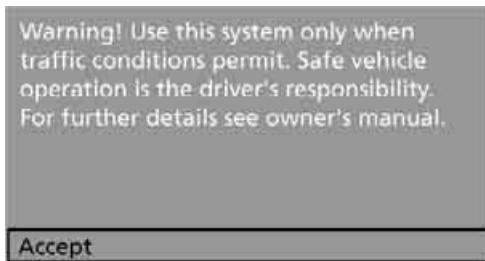 Warning! Use this system only when
traffic conditions permit. Safe vehicle
operation is the driver's responsibility.
For further details see owner's manual.
Accept